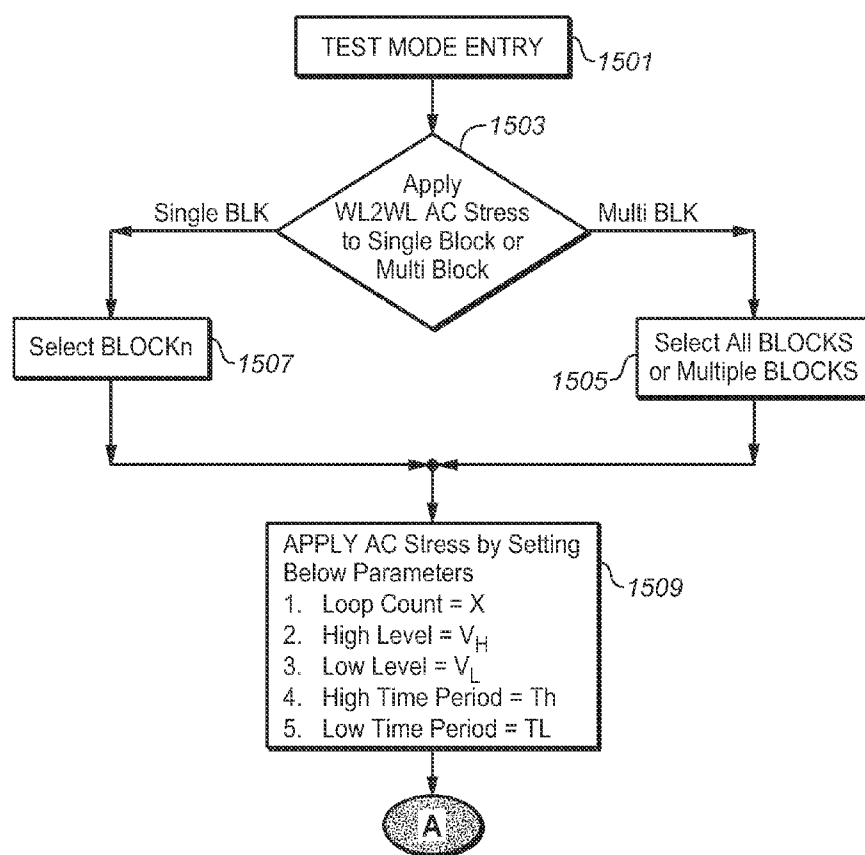 TEST MODE ENTRY
1501
1503
Apply
WL2WL AC Stress
to Single Block or
Multi Block
Single BLK
Multi BLK
Select BLOCKn
1507
Select All BLOCKS
or Multiple BLOCKS
1505
APPLY AC Stress by Setting
Below Parameters
1. Loop Count = X
2. High Level = VH
3. Low Level = VL
4. High Time Period = Th
5. Low Time Period = TL
1509
A